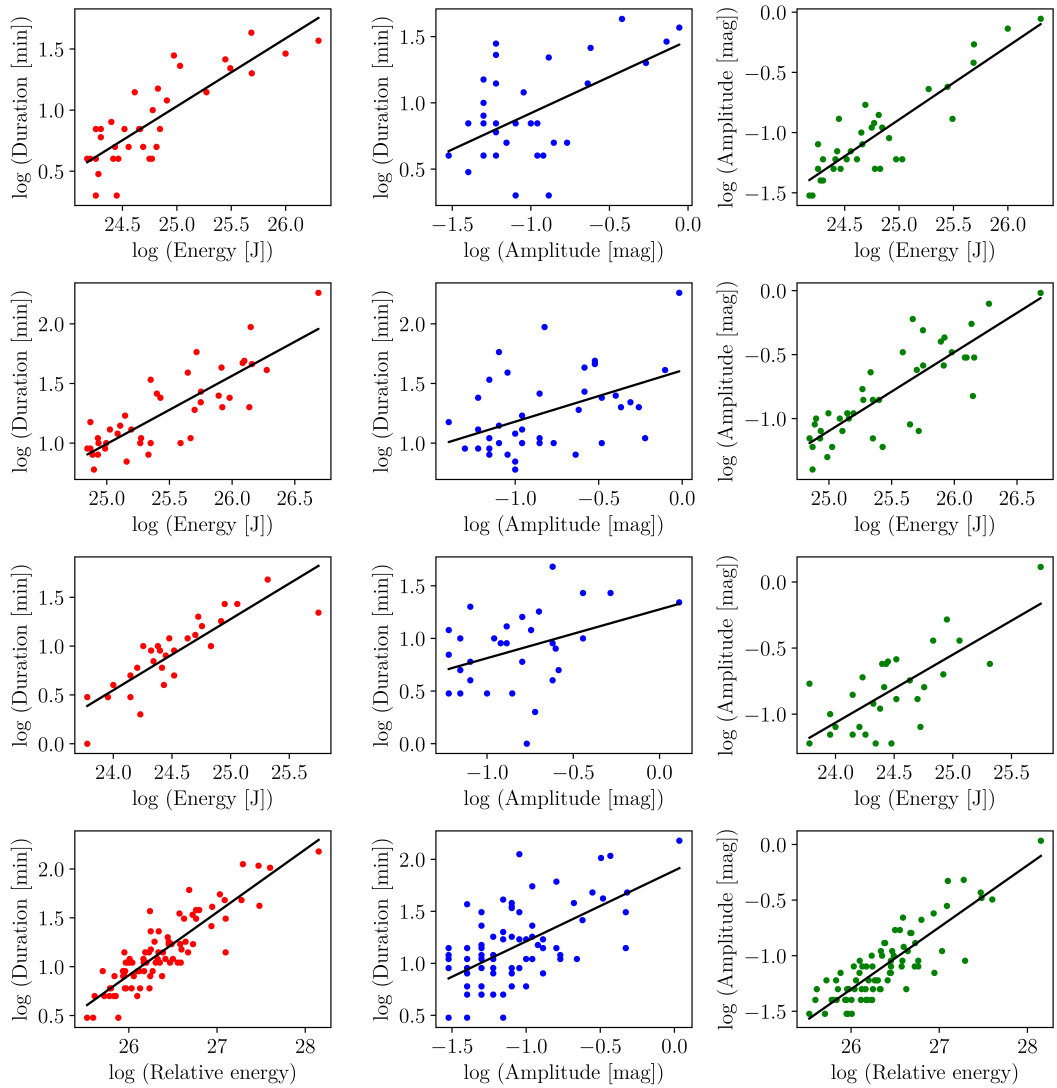 log (Duration [min])
1.5
1.0
0.5
24.5 25.0 25.5 26.0
log (Energy [J])
log (Duration [min])
1.5
1.0
0.5
−1.5 −1.0 −0.5 0.0
log (Amplitude [mag])
log (Amplitude [mag])
0.0
−0.5
−1.0
−1.5
24.5 25.0 25.5 26.0
log (Energy [J])
log (Duration [min])
2.0
1.5
1.0
25.0 25.5 26.0 26.5
log (Energy [J])
log (Duration [min])
2.0
1.5
1.0
−1.0 −0.5 0.0
log (Amplitude [mag])
log (Amplitude [mag])
0.0
−0.5
−1.0
25.0 25.5 26.0 26.5
log (Energy [J])
log (Duration [min])
1.5
1.0
0.5
0.0
24.0 24.5 25.0 25.5
log (Energy [J])
log (Duration [min])
1.5
1.0
0.5
0.0
−1.0 −0.5 0.0
log (Amplitude [mag])
log (Amplitude [mag])
0.0
−0.5
−1.0
24.0 24.5 25.0 25.5
log (Energy [J])
log (Duration [min])
2.0
1.5
1.0
0.5
26 27 28
log (Relative energy)
log (Duration [min])
2.0
1.5
1.0
0.5
−1.5 −1.0 −0.5 0.0
log (Amplitude [mag])
log (Amplitude [mag])
0.0
−0.5
−1.0
−1.5
26 27 28
log (Relative energy)